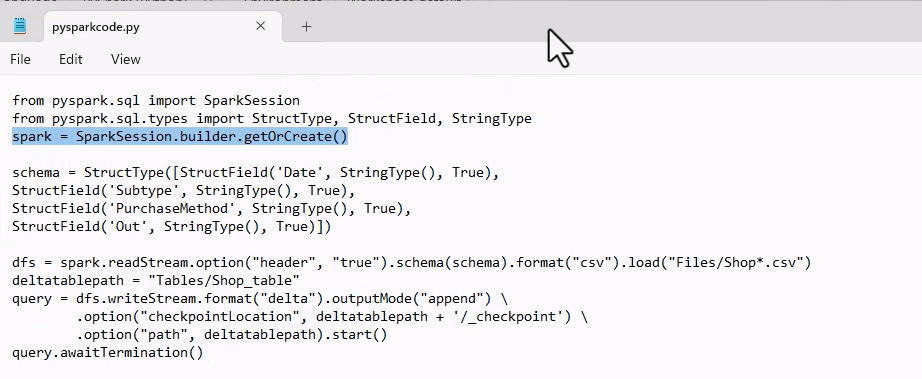 pysparkcode.py
File Edit View
from pyspark.sql import SparkSession
from pyspark.sql.types import StructType, StructField, StringType
spark = SparkSession.builder.getOrCreate()
schema = StructType([StructField('Date', StringType(), True),
StructField('Subtype', StringType(), True),
StructField('PurchaseMethod', StringType(), True),
StructField('Out', StringType(), True)])
dfs = spark.readStream.option("header", "true").schema(schema).format("csv").load("Files/Shop*.csv")
deltatablepath = "Tables/Shop_table"
query = dfs.writeStream.format("delta").outputMode("append") \
        .option("checkpointLocation", deltatablepath + '/_checkpoint') \
        .option("path", deltatablepath).start()
query.awaitTermination()